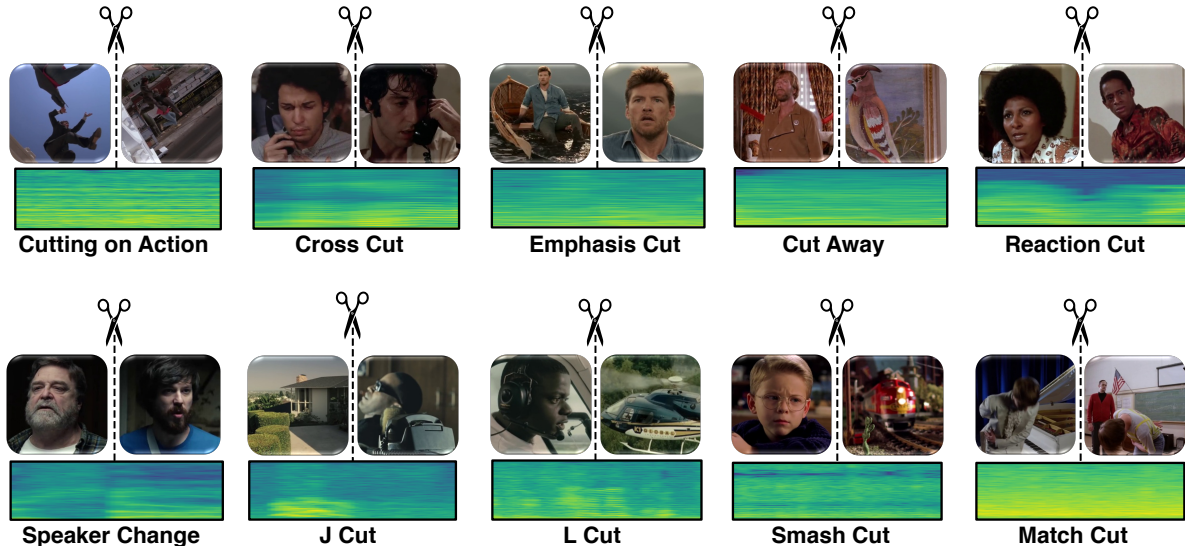 Cutting on Action
Cross Cut
Emphasis Cut
Cut Away
Reaction Cut
Speaker Change
J Cut
L Cut
Smash Cut
Match Cut